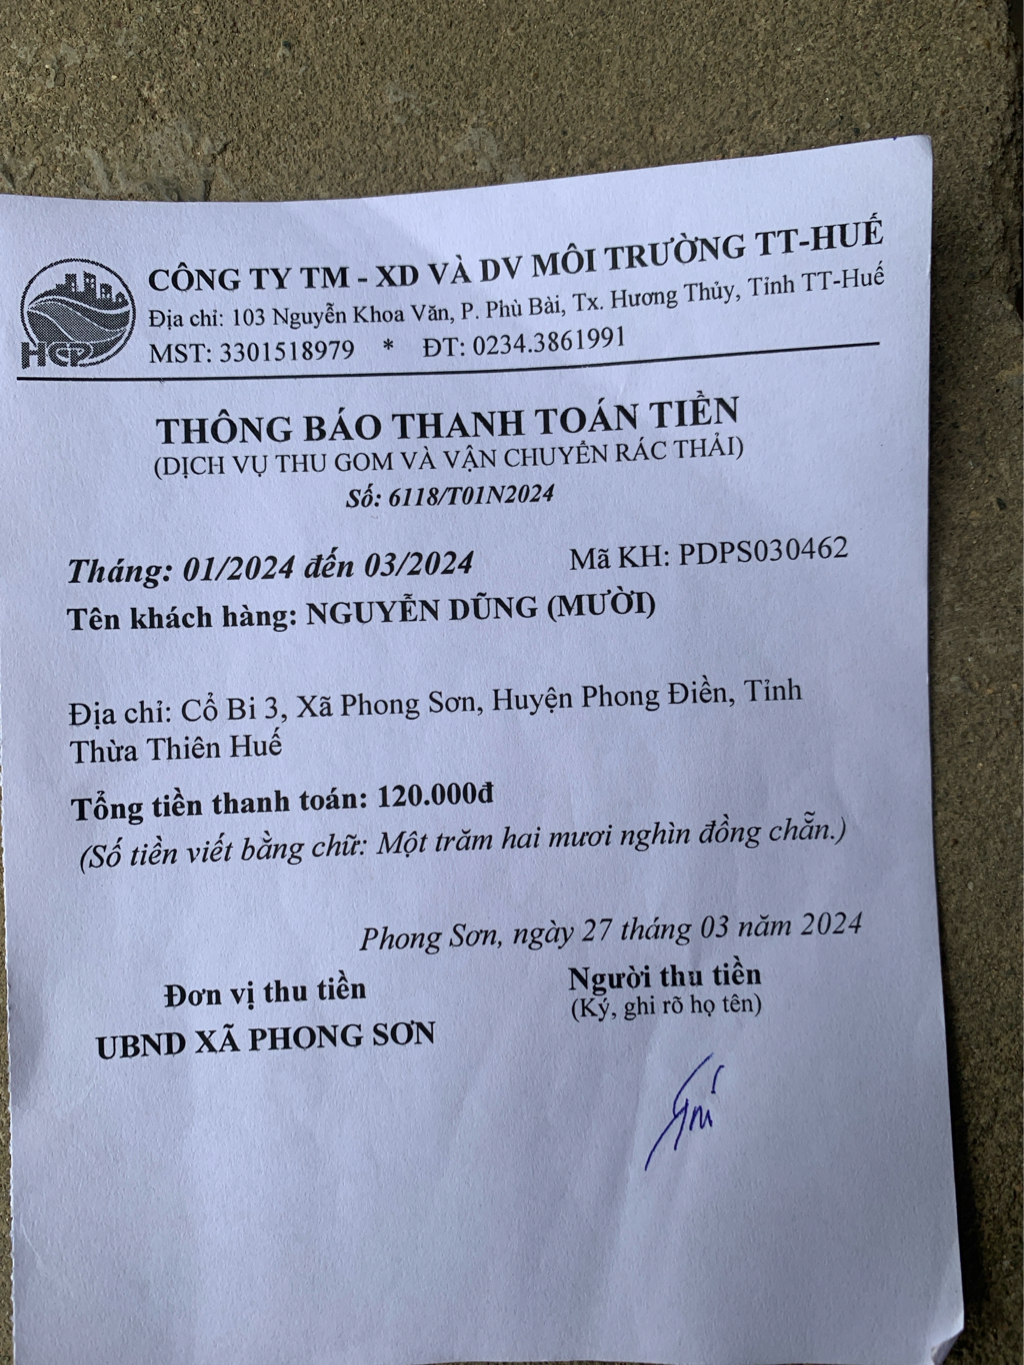 CÔNG TY TM - XD VÀ DV MÔI TRƯỜNG TT-HUẾ
Địa chỉ: 103 Nguyễn Khoa Văn, P. Phù Bài, Tx. Hương Thủy, Tỉnh TT-Huế
HCP MST: 3301518979 * ĐT: 0234.3861991
THÔNG BÁO THANH TOÁN TIỀN
(DỊCH VỤ THU GOM VÀ VẬN CHUYỂN RÁC THẢI)
Số: 6118/T01N2024
Tháng: 01/2024 đến 03/2024 Mã KH: PDPS030462
Tên khách hàng: NGUYỄN DŨNG (MƯỜI)
Địa chỉ: Cổ Bi 3, Xã Phong Sơn, Huyện Phong Điền, Tỉnh
Thừa Thiên Huế
Tổng tiền thanh toán: 120.000đ
(Số tiền viết bằng chữ: Một trăm hai mươi nghìn đồng chẵn.)
Phong Sơn, ngày 27 tháng 03 năm 2024
Đơn vị thu tiền Người thu tiền
(Ký, ghi rõ họ tên)
UBND XÃ PHONG SƠN